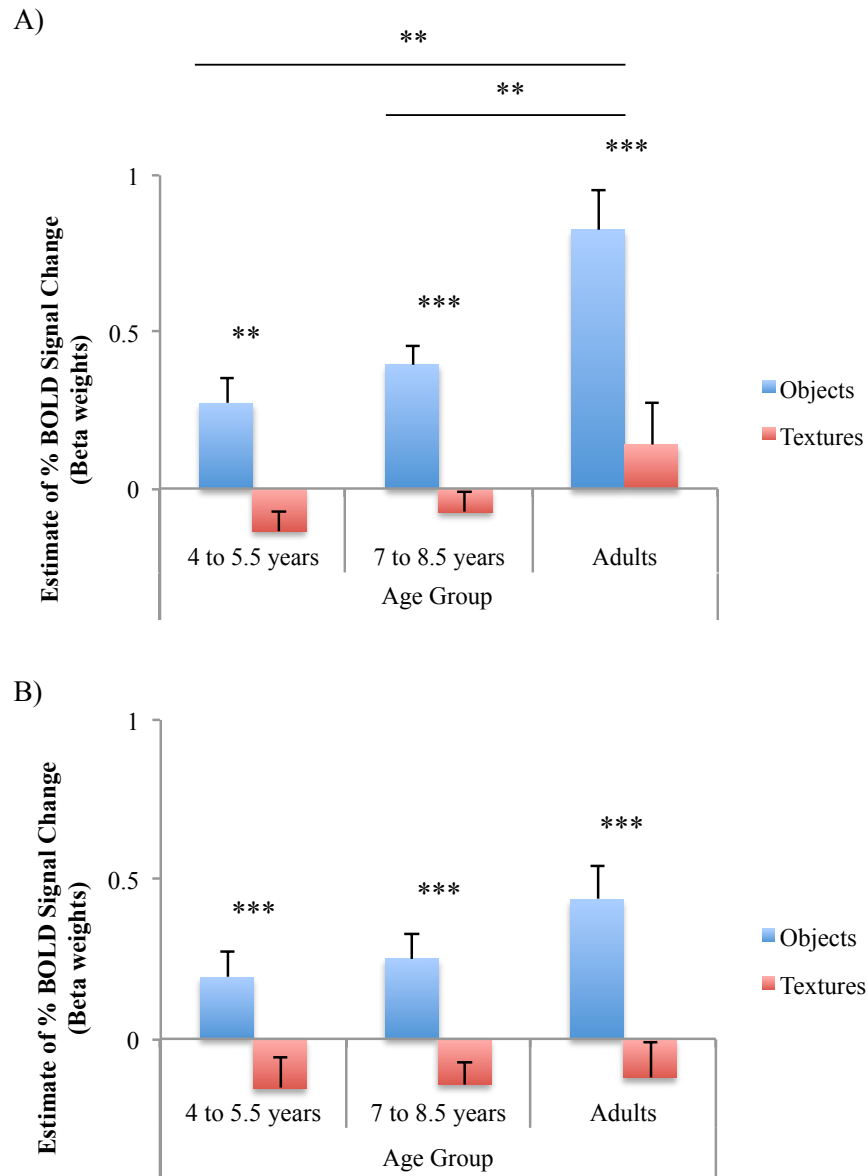 A)
**
**
***
1
***
**
0.5
Objects
Textures
0
Estimate of % BOLD Signal Change
(Beta weights)
4 to 5.5 years 7 to 8.5 years Adults
Age Group
B)
1
***
***
***
0.5
Objects
Textures
0
Estimate of % BOLD Signal Change
(Beta weights)
4 to 5.5 years 7 to 8.5 years Adults
Age Group